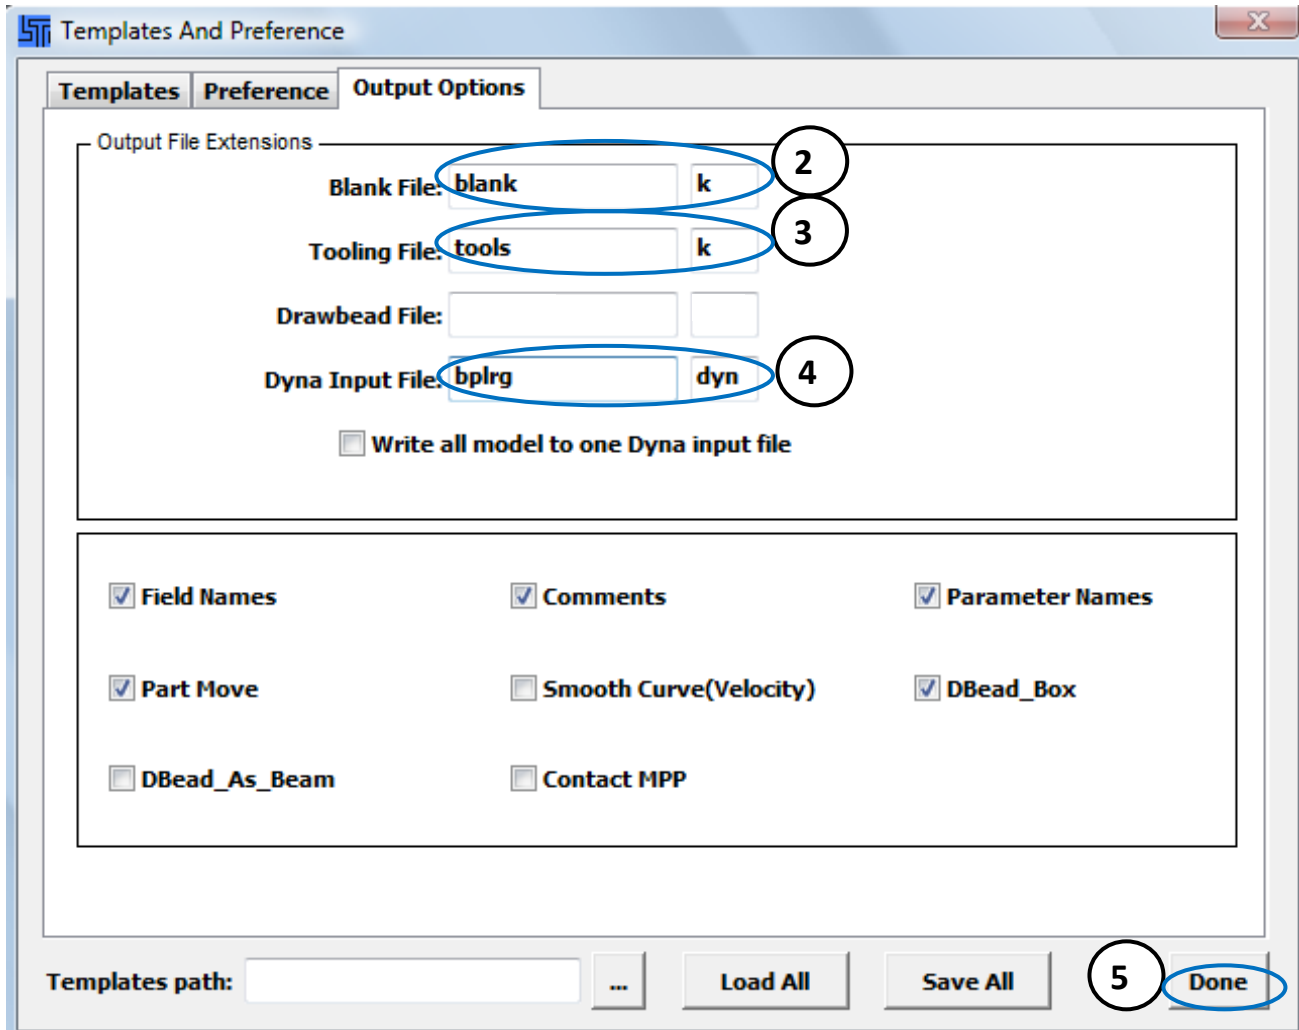 Templates And Preference
Templates Preference Output Options
Output File Extensions
Blank File: blank k 2
Tooling File: tools k 3
Drawbead File:
Dyna Input File: bplrg dyn 4
Write all model to one Dyna input file
Field Names Comments Parameter Names
Part Move Smooth Curve(Velocity) DBead_Box
DBead_As_Beam Contact MPP
Templates path: ... Load All Save All 5 Done